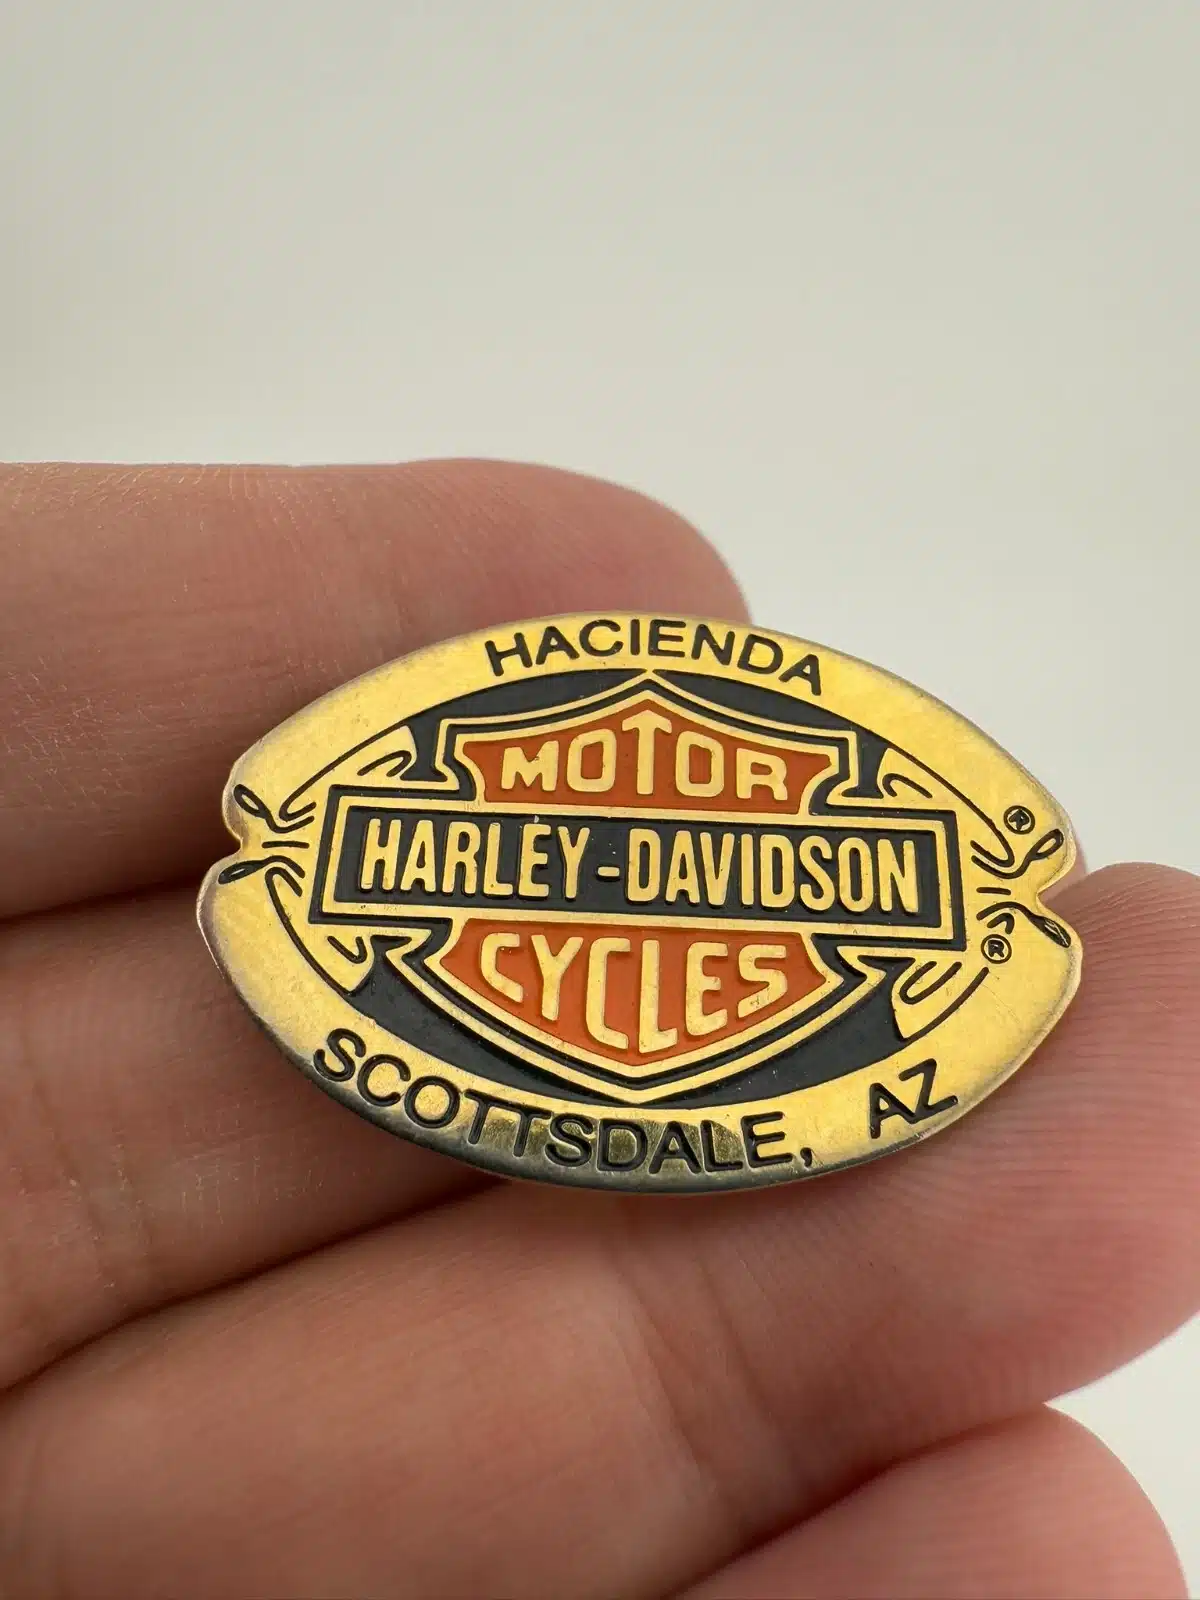 HACIENDA
MOTOR
HARLEY-DAVIDSON
CYCLES
®
®
SCOTTSDALE, AZ